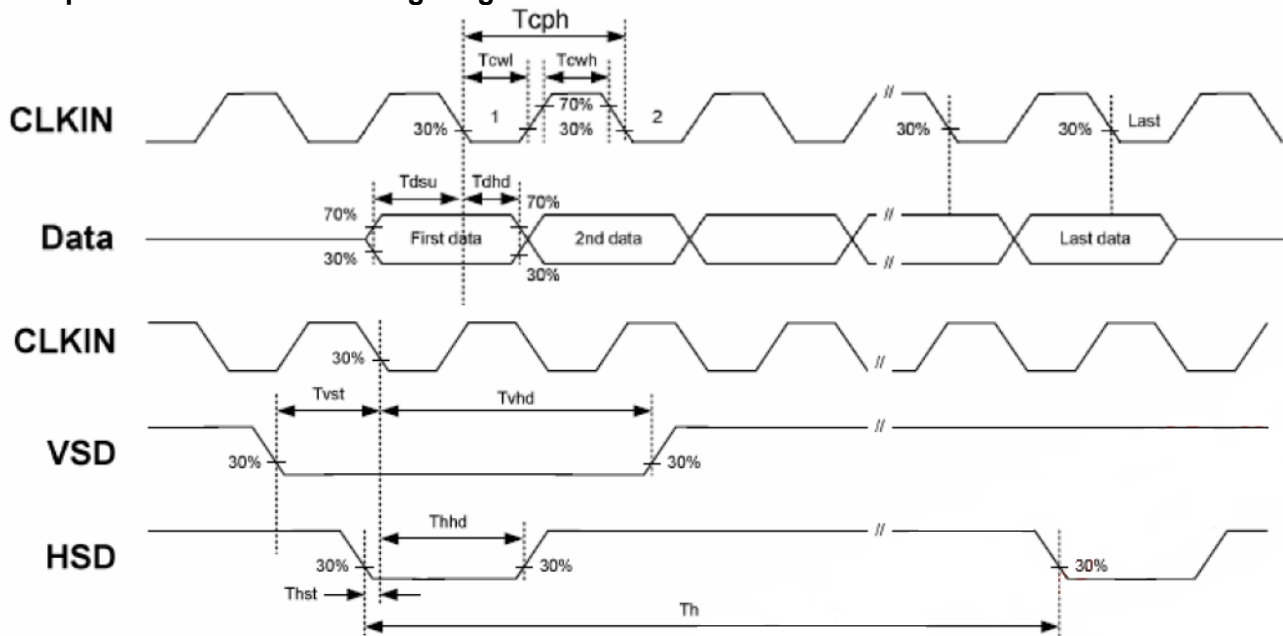 Tcph
Tcwl Tcwh
CLKIN 30% 1 70% 30% 2 // 30% 30% Last
Tdsu Tdhd
70% 70%
Data First data 2nd data // Last data
30% 30%
CLKIN 30% //
Tvst Tvhd
VSD 30% 30% //
Thhd
HSD 30% 30% // 30%
Thst
Th